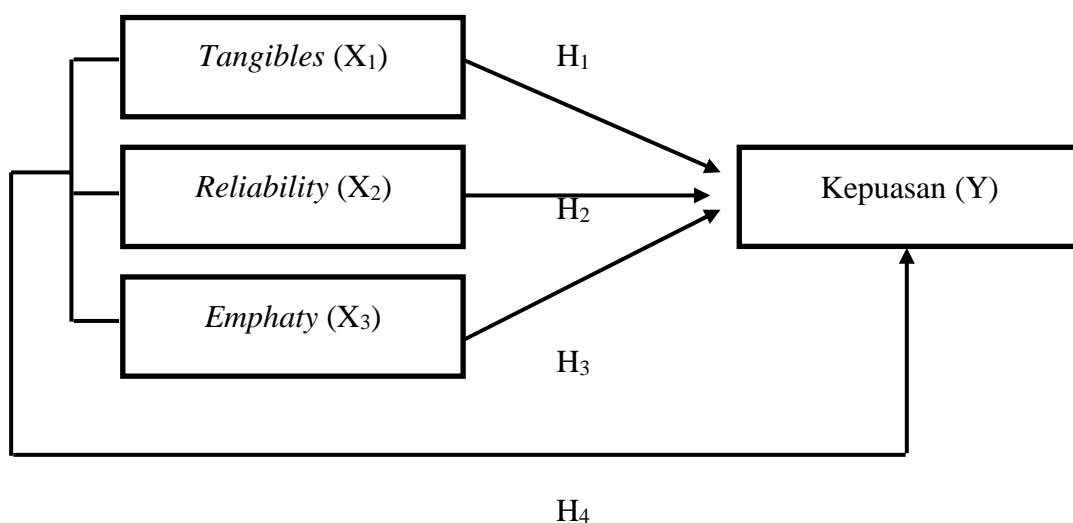 Tangibles (X₁)
H₁
Reliability (X₂)
Kepuasan (Y)
H₂
Emphaty (X₃)
H₃
H₄